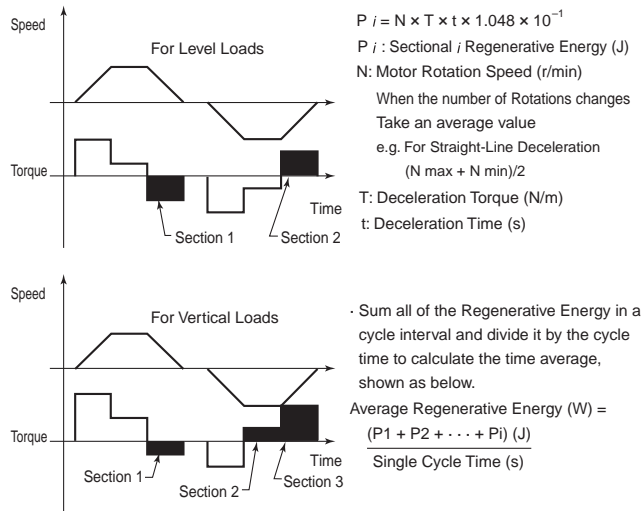 Speed
For Level Loads
Torque
Time
Section 1
Section 2
P i = N × T × t × 1.048 × 10⁻¹
P i : Sectional i Regenerative Energy (J)
N: Motor Rotation Speed (r/min)
When the number of Rotations changes
Take an average value
e.g. For Straight-Line Deceleration
(N max + N min)/2
T: Deceleration Torque (N/m)
t: Deceleration Time (s)
Speed
For Vertical Loads
Torque
Time
Section 1
Section 2
Section 3
· Sum all of the Regenerative Energy in a
cycle interval and divide it by the cycle
time to calculate the time average,
shown as below.
Average Regenerative Energy (W) =
(P1 + P2 + · · · + Pi) (J)
Single Cycle Time (s)